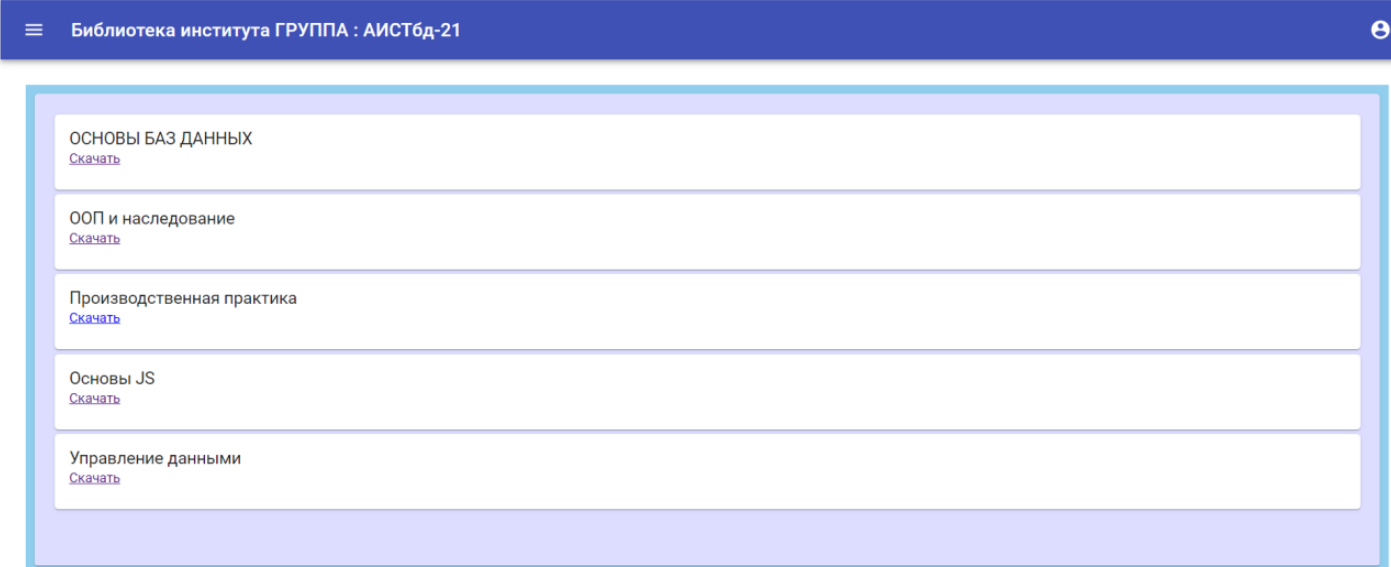 Библиотека института ГРУППА : АИСТбд-21
ОСНОВЫ БАЗ ДАННЫХ
Скачать
ООП и наследование
Скачать
Производственная практика
Скачать
Основы JS
Скачать
Управление данными
Скачать